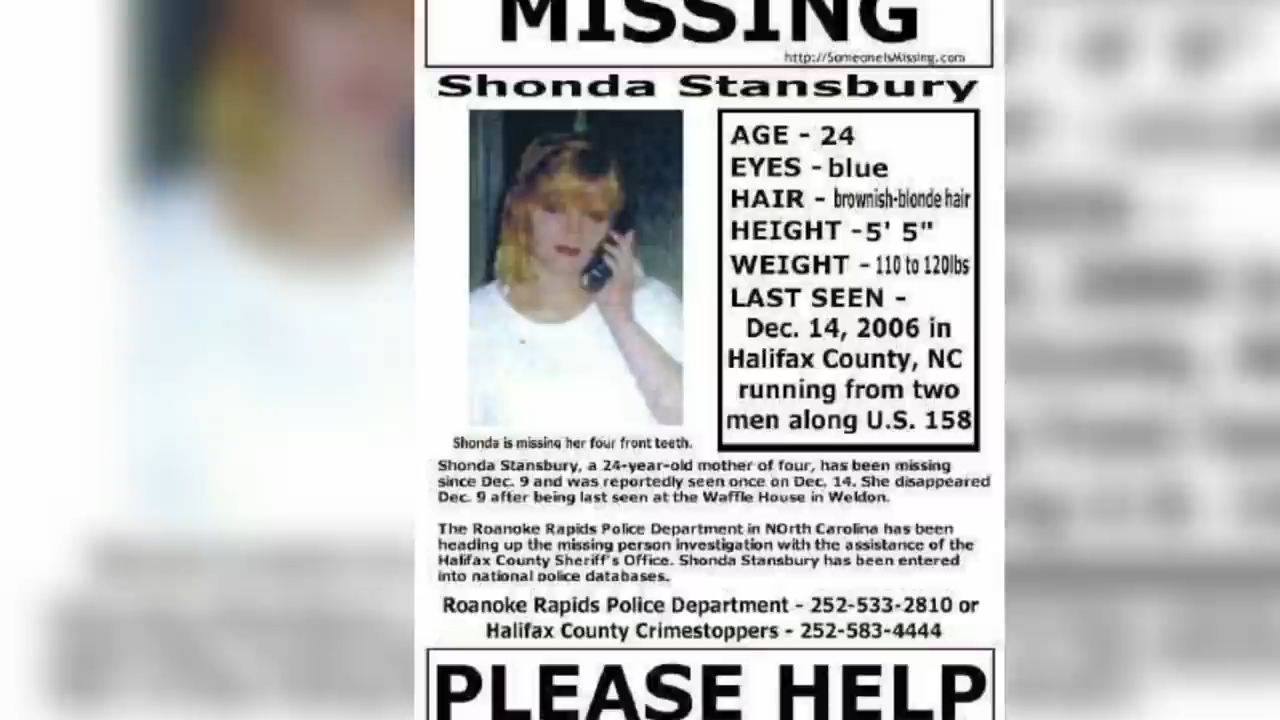 MISSING
http://SomeoneIsMissing.com
Shonda Stansbury
AGE - 24
EYES - blue
HAIR - brownish-blonde hair
HEIGHT - 5' 5"
WEIGHT - 110 to 120lbs
LAST SEEN -
Dec. 14, 2006 in
Halifax County, NC
running from two
men along U.S. 158
Shonda is missing her four front teeth.
Shonda Stansbury, a 24-year-old mother of four, has been missing
since Dec. 9 and was reportedly seen once on Dec. 14. She disappeared
Dec. 9 after being last seen at the Waffle House in Weldon.
The Roanoke Rapids Police Department in NOrth Carolina has been
heading up the missing person investigation with the assistance of the
Halifax County Sheriff's Office. Shonda Stansbury has been entered
into national police databases.
Roanoke Rapids Police Department - 252-533-2810 or
Halifax County Crimestoppers - 252-583-4444
PLEASE HELP